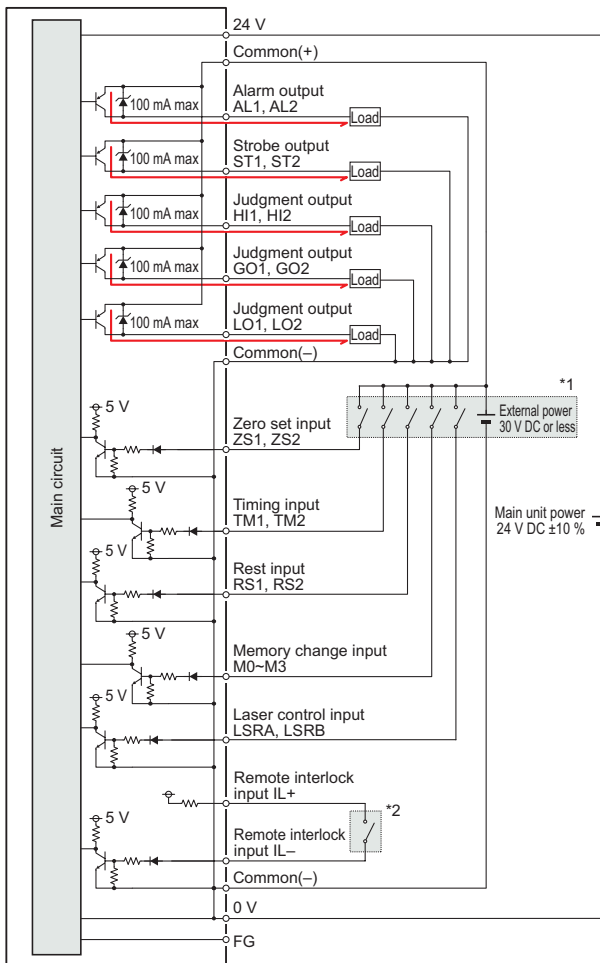 24 V
Common(+)
Alarm output
AL1, AL2
100 mA max
Load
Strobe output
ST1, ST2
100 mA max
Load
Judgment output
HI1, HI2
100 mA max
Load
Judgment output
GO1, GO2
100 mA max
Load
Judgment output
LO1, LO2
100 mA max
Load
Common(–)
*1
External power
30 V DC or less
5 V
Zero set input
ZS1, ZS2
Main circuit
5 V
Timing input
TM1, TM2
Main unit power
24 V DC ±10 %
5 V
Rest input
RS1, RS2
5 V
Memory change input
M0~M3
5 V
Laser control input
LSRA, LSRB
Remote interlock
input IL+
*2
5 V
Remote interlock
input IL–
Common(–)
0 V
FG